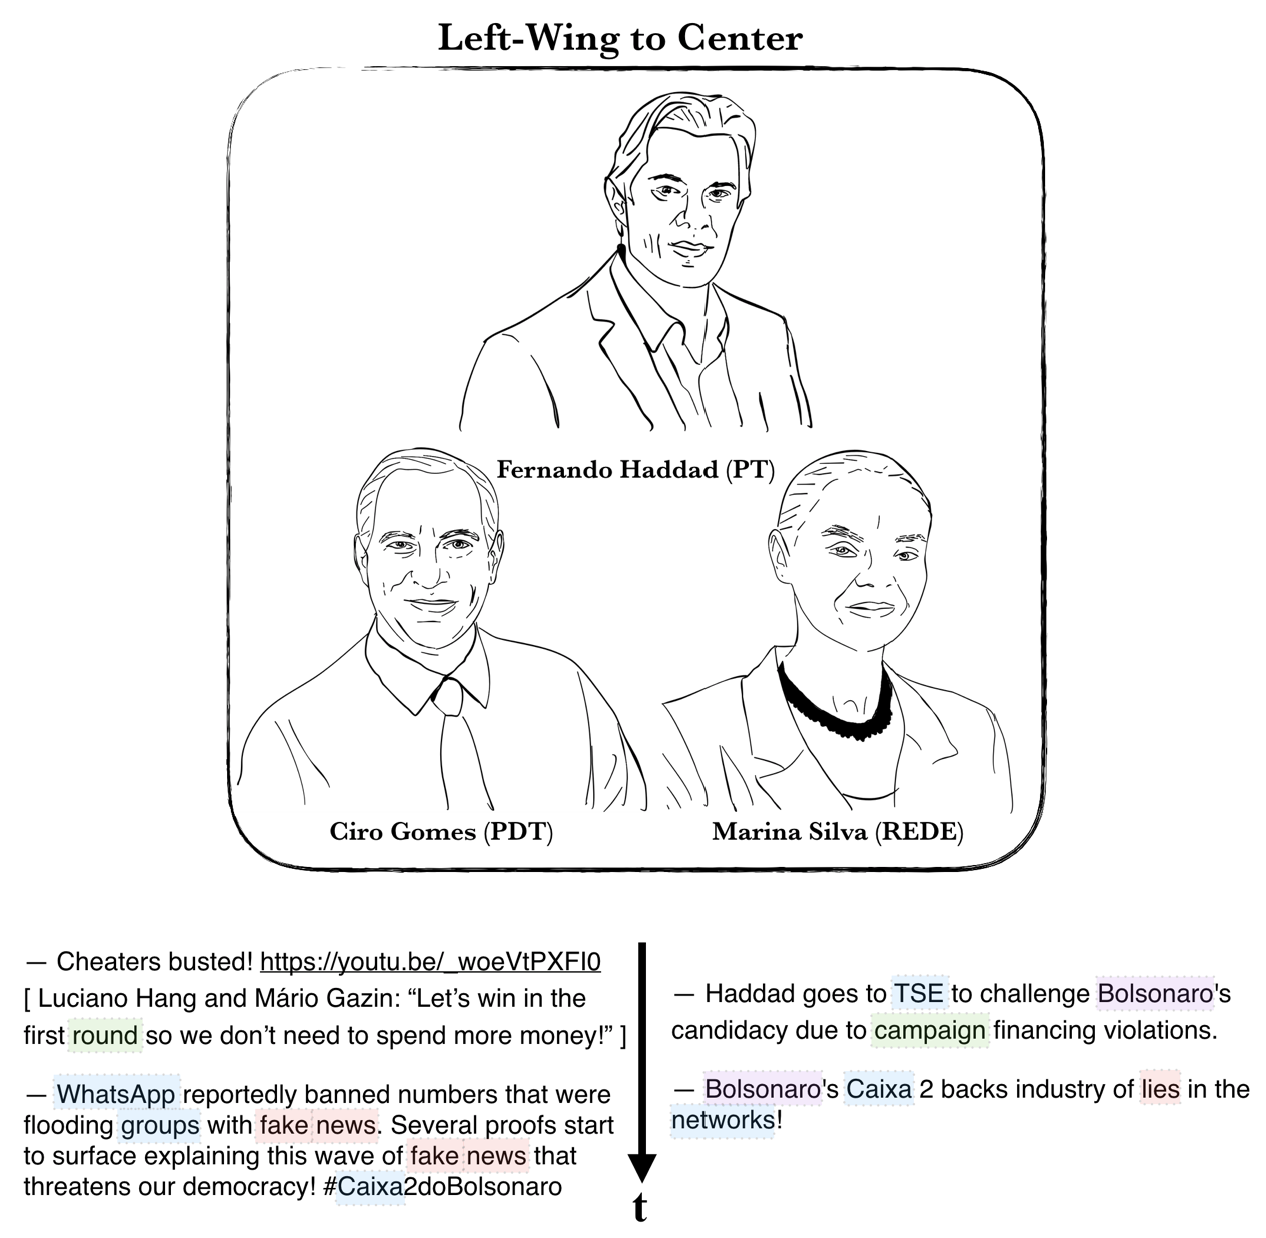 Left-Wing to Center
Fernando Haddad (PT)
Ciro Gomes (PDT)
Marina Silva (REDE)
— Cheaters busted! https://youtu.be/_woeVtPXFI0
[ Luciano Hang and Mário Gazin: “Let’s win in the
first round so we don’t need to spend more money!” ]
— WhatsApp reportedly banned numbers that were
flooding groups with fake news. Several proofs start
to surface explaining this wave of fake news that
threatens our democracy! #Caixa2doBolsonaro
— Haddad goes to TSE to challenge Bolsonaro's
candidacy due to campaign financing violations.
— Bolsonaro's Caixa 2 backs industry of lies in the
networks!
t